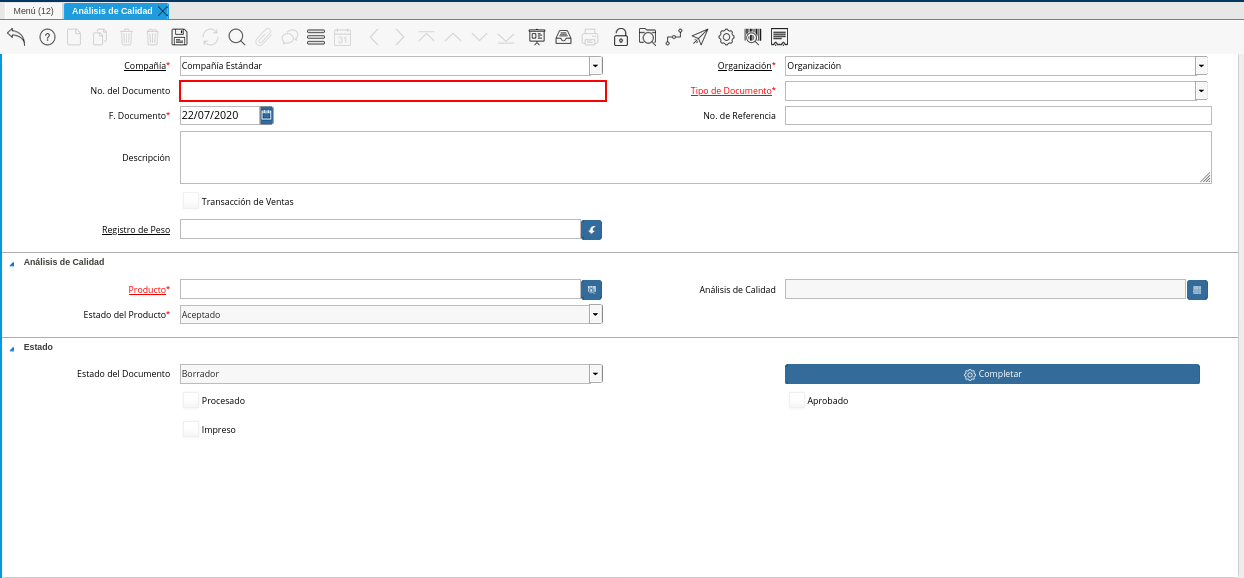 Menú (12) Análisis de Calidad
31
Compañía* Compañía Estándar Organización* Organización
No. del Documento Tipo de Documento*
F. Documento* 22/07/2020 No. de Referencia
Descripción
Transacción de Ventas
Registro de Peso
Análisis de Calidad
Producto* Análisis de Calidad
Estado del Producto* Aceptado
Estado
Estado del Documento Borrador Completar
Procesado Aprobado
Impreso